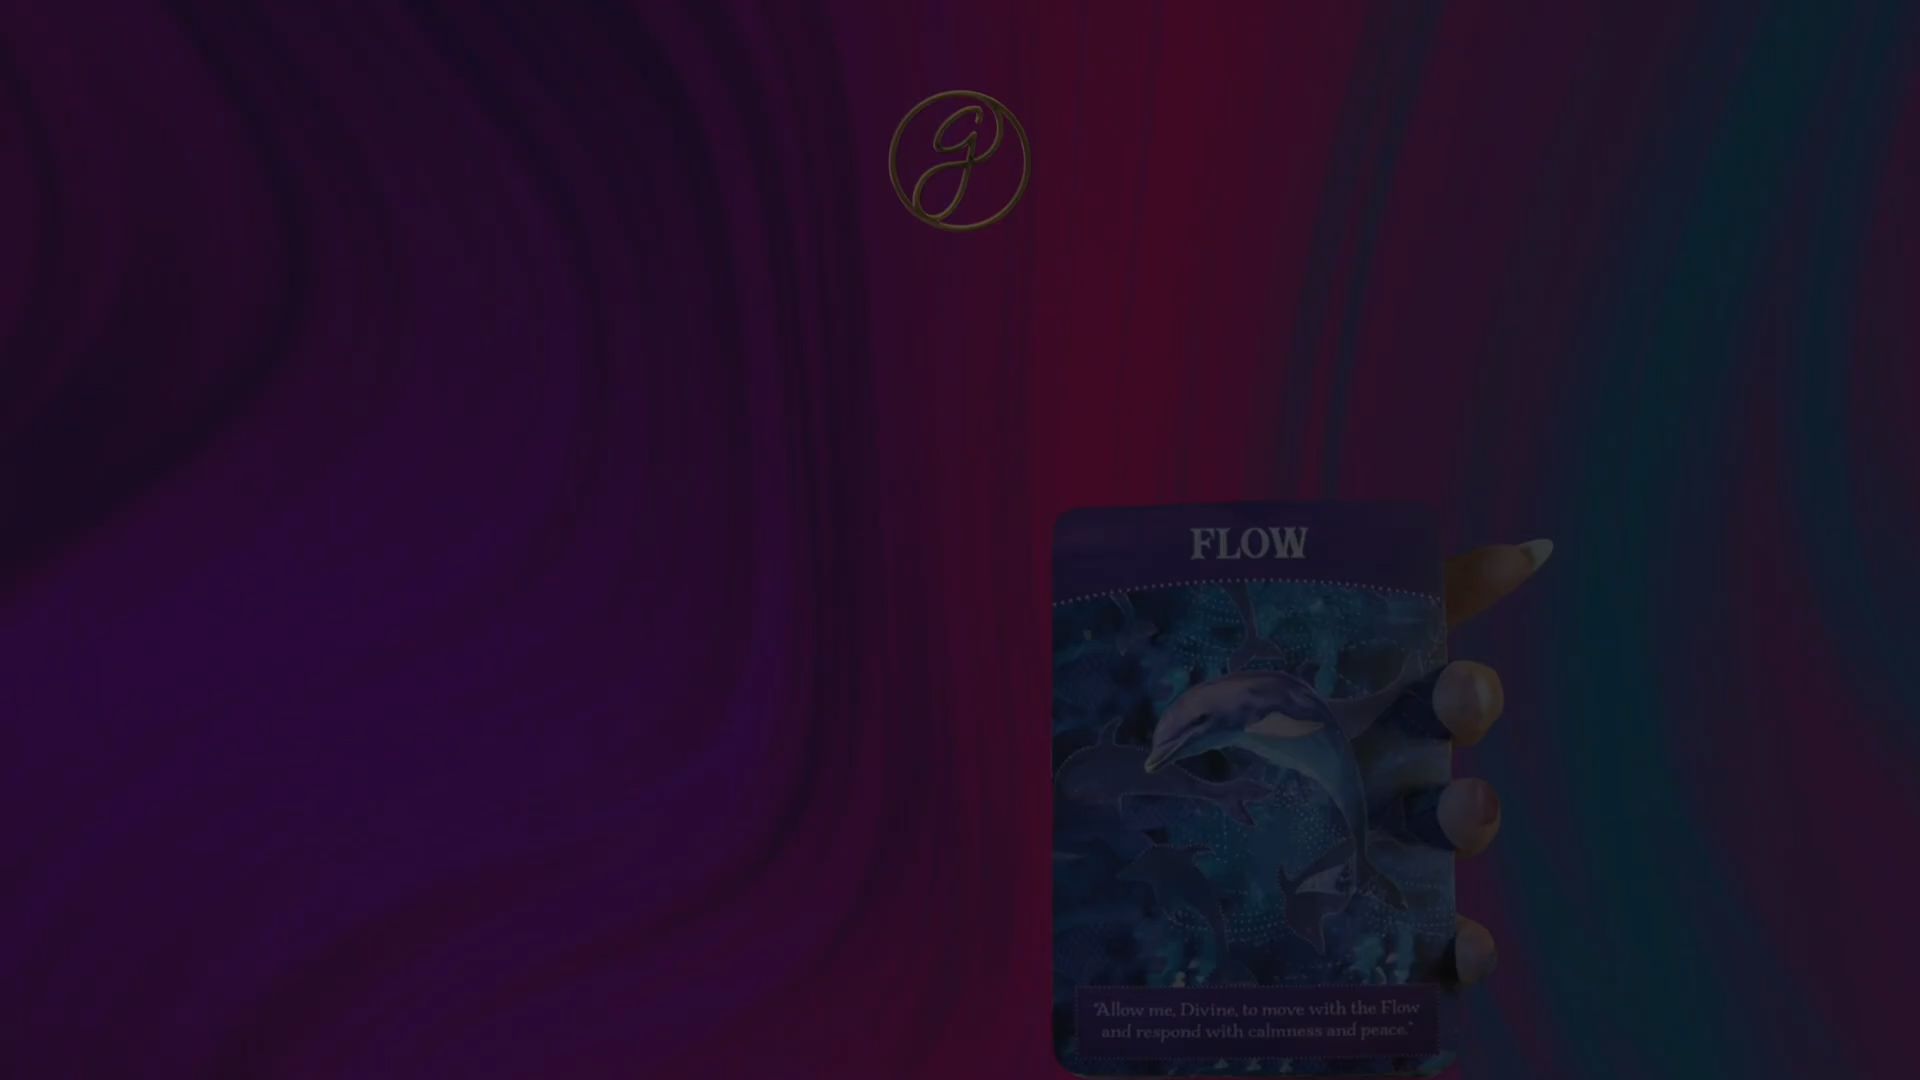 g
FLOW
"Allow me, Divine, to move with the Flow
and respond with calmness and peace."